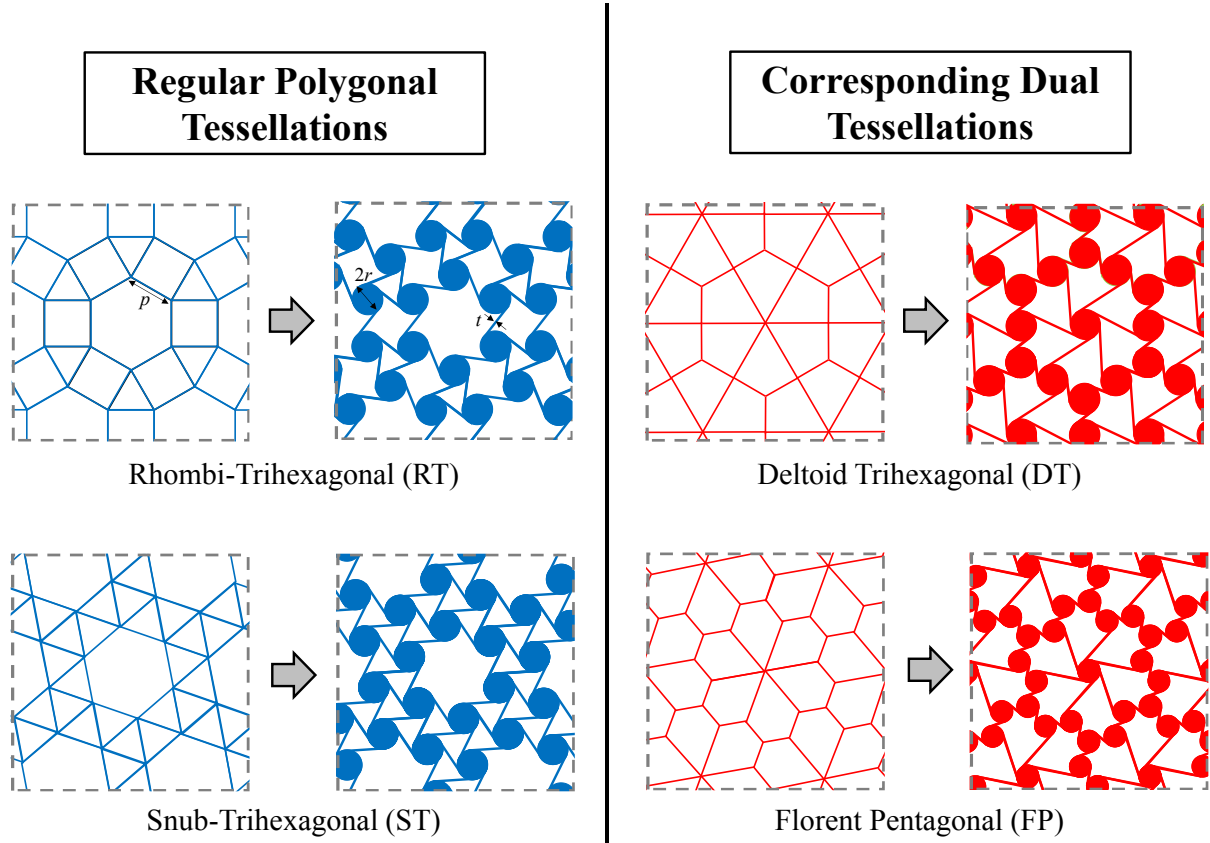 Regular Polygonal
Tessellations
Corresponding Dual
Tessellations
p
2r
t
Rhombi-Trihexagonal (RT)
Deltoid Trihexagonal (DT)
Snub-Trihexagonal (ST)
Florent Pentagonal (FP)